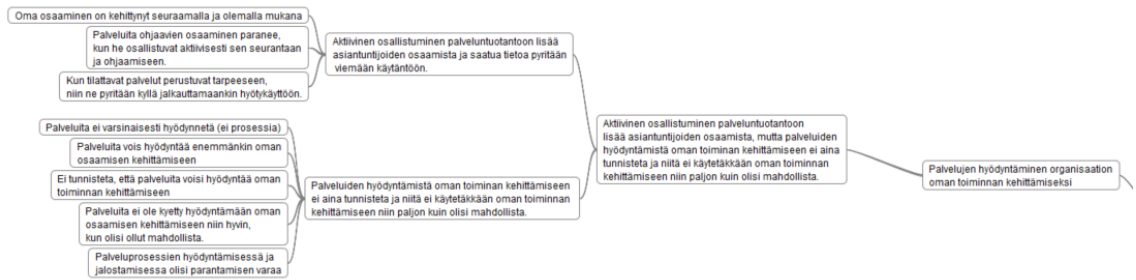 Oma osaaminen on kehittynyt seuraamalla ja olemalla mukana
Palveluita ohjaavien osaaminen paranee,
kun he osallistuvat aktiivisesti sen seurantaan
ja ohjaamiseen.
Kun tilattavat palvelut perustuvat tarpeeseen,
niin ne pyritään kyllä jalkauttamaankin hyötykäyttöön.
Aktiivinen osallistuminen palveluntuotantoon lisää
asiantuntijoiden osaamista ja saatua tietoa pyritään
viemään käytäntöön.
Palveluita ei varsinaisesti hyödynnetä (ei prosessia)
Palveluita vois hyödyntää enemmänkin oman
osaamisen kehittämiseen
Ei tunnisteta, että palveluita voisi hyödyntää oman
toiminnan kehittämiseen
Palveluita ei ole kyetty hyödyntämään oman
osaamisen kehittämiseen niin hyvin,
kun olisi ollut mahdollista.
Palveluprosessien hyödyntämisessä ja
jalostamisessa olisi parantamisen varaa
Palveluiden hyödyntämistä oman toiminan kehittämiseen
ei aina tunnisteta ja niitä ei käytetäkkään oman toiminnan
kehittämiseen niin paljon kuin olisi mahdollista.
Aktiivinen osallistuminen palveluntuotantoon
lisää asiantuntijoiden osaamista, mutta palveluiden
hyödyntämistä oman toiminan kehittämiseen ei aina
tunnisteta ja niitä ei käytetäkkään oman toiminnan
kehittämiseen niin paljon kuin olisi mahdollista.
Palvelujen hyödyntäminen organisaation
oman toiminnan kehittämiseksi